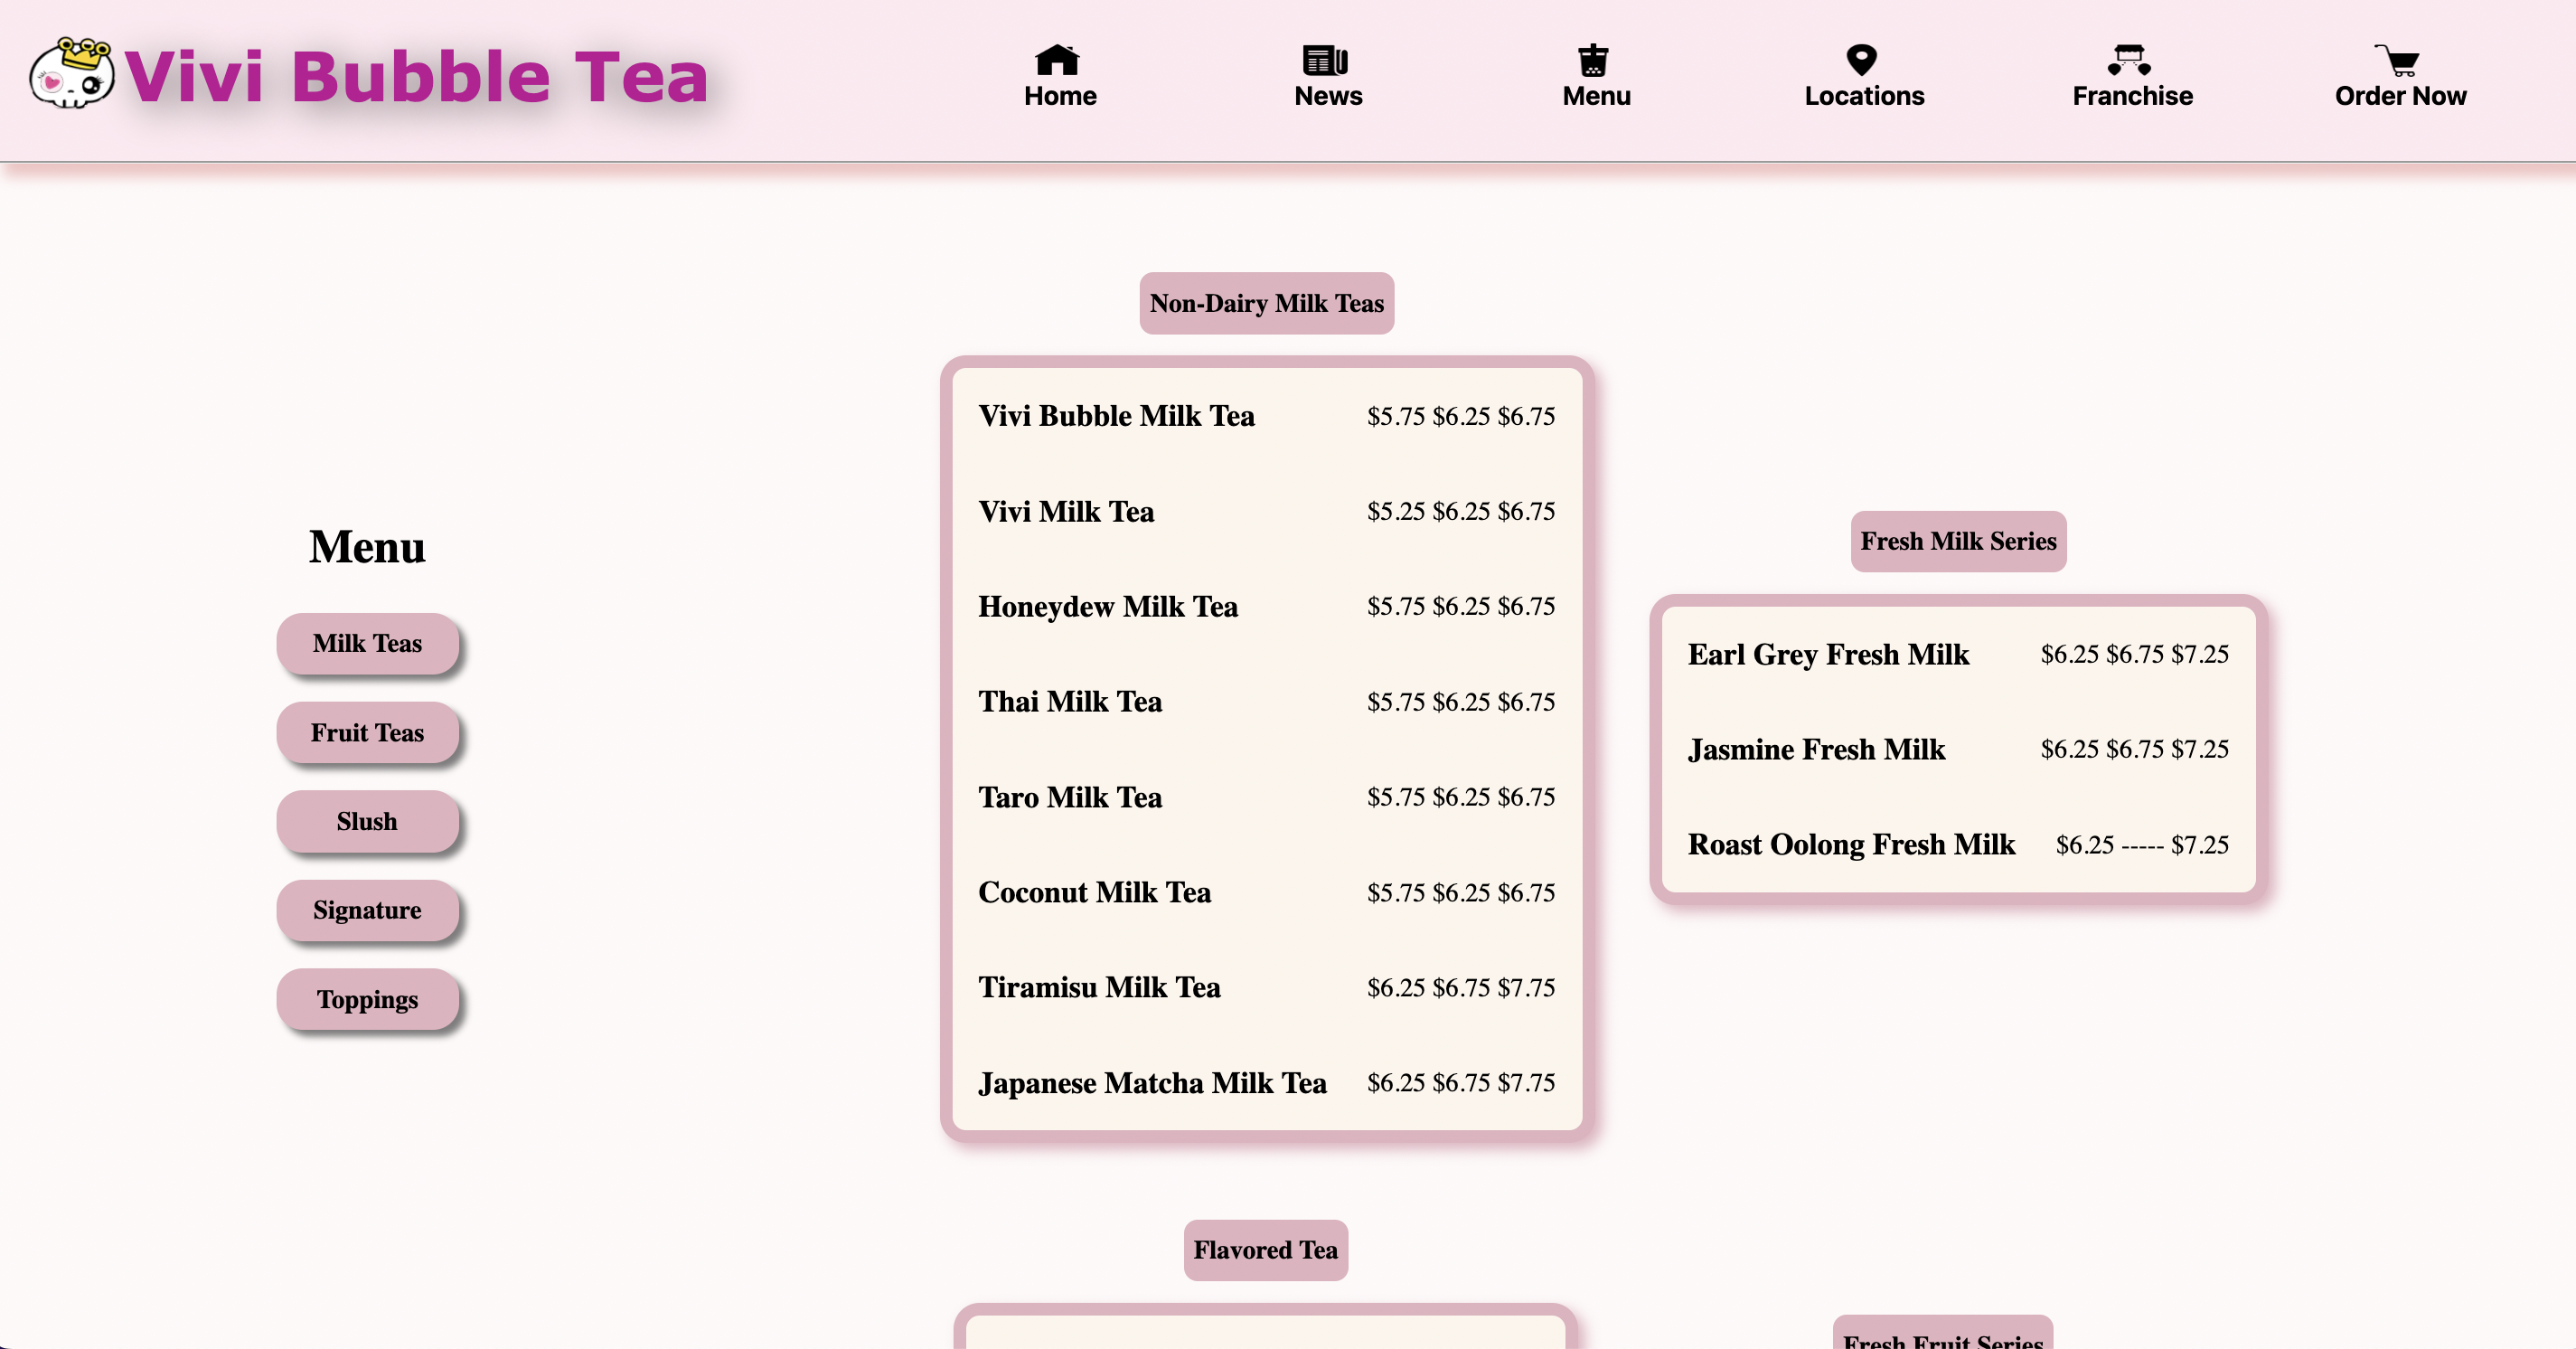 Vivi Bubble Tea
Home
News
Menu
Locations
Franchise
Order Now
Menu
Milk Teas
Fruit Teas
Slush
Signature
Toppings
Non-Dairy Milk Teas
Vivi Bubble Milk Tea $5.75 $6.25 $6.75
Vivi Milk Tea $5.25 $6.25 $6.75
Honeydew Milk Tea $5.75 $6.25 $6.75
Thai Milk Tea $5.75 $6.25 $6.75
Taro Milk Tea $5.75 $6.25 $6.75
Coconut Milk Tea $5.75 $6.25 $6.75
Tiramisu Milk Tea $6.25 $6.75 $7.75
Japanese Matcha Milk Tea $6.25 $6.75 $7.75
Fresh Milk Series
Earl Grey Fresh Milk $6.25 $6.75 $7.25
Jasmine Fresh Milk $6.25 $6.75 $7.25
Roast Oolong Fresh Milk $6.25 ----- $7.25
Flavored Tea
Fresh Fruit Series